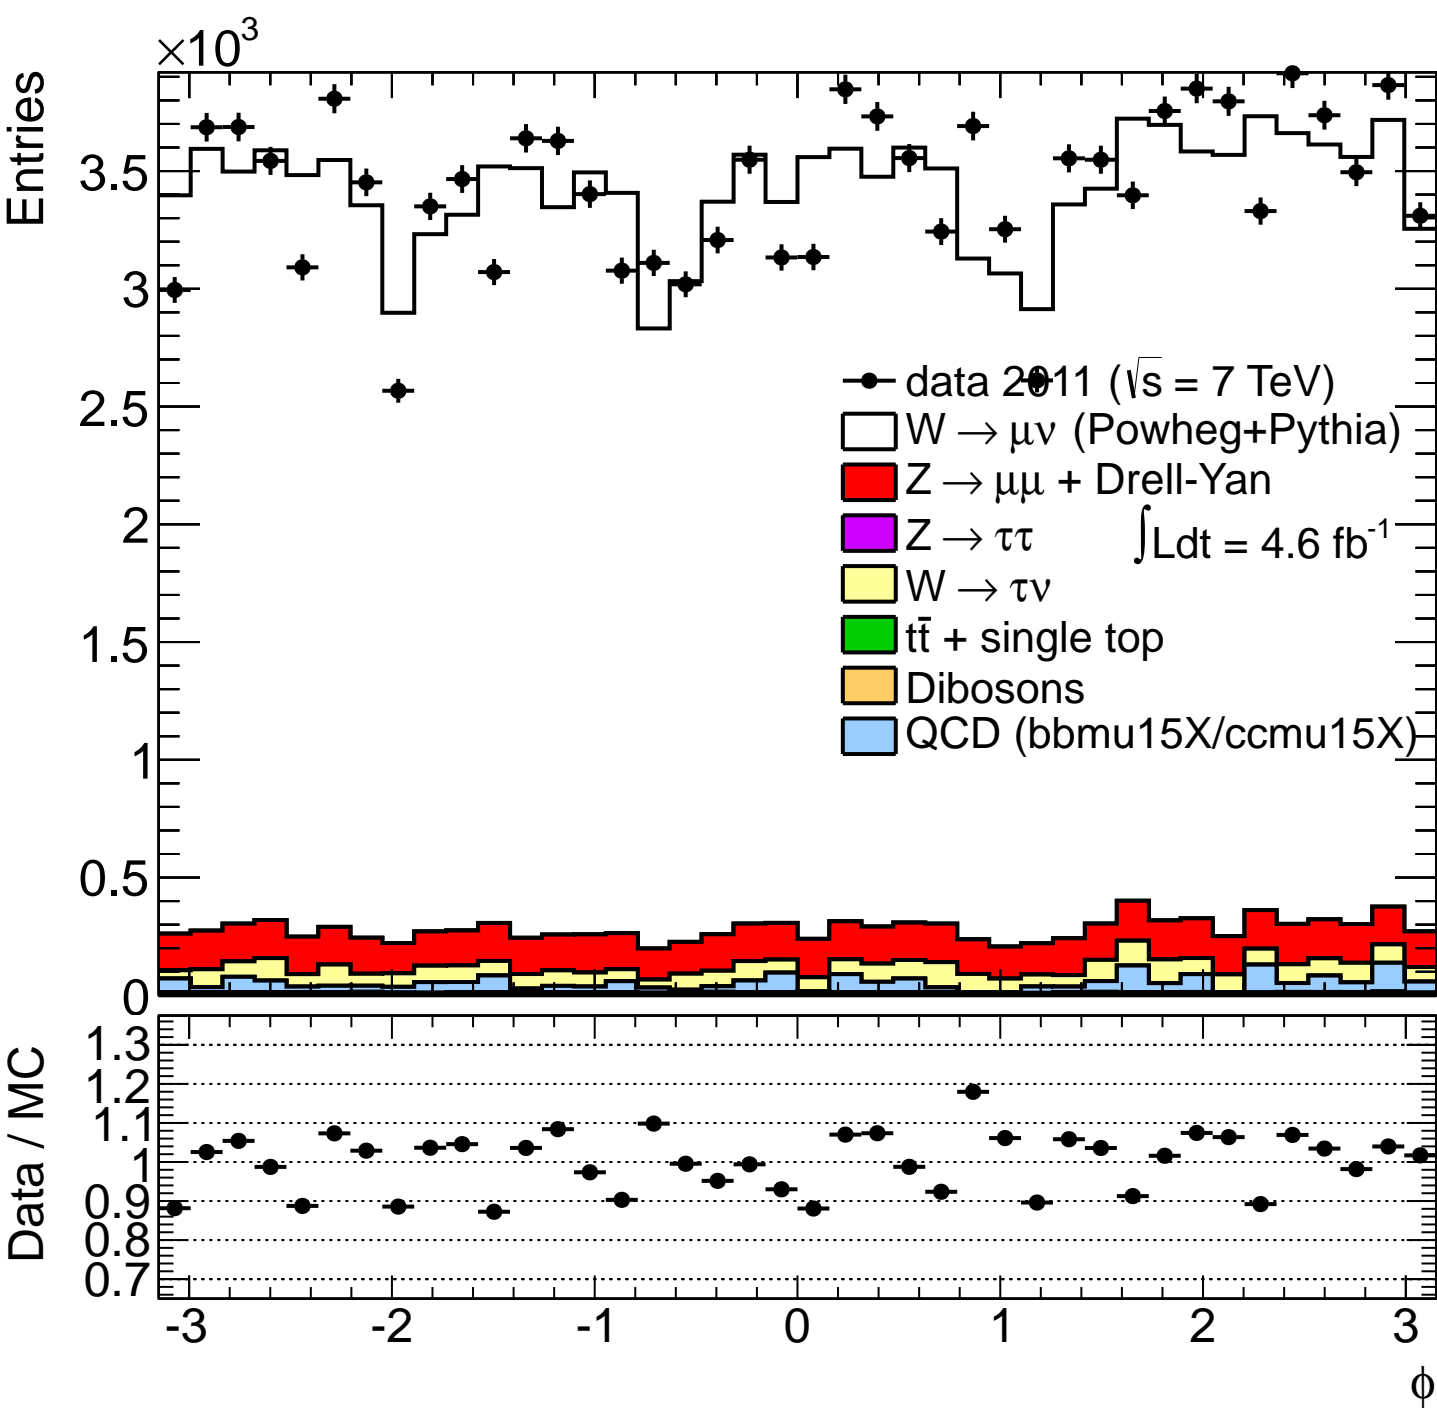 ×10³
Entries
3.5
3
2.5
2
1.5
1
0.5
0
data 2011 (√s = 7 TeV)
W → μν (Powheg+Pythia)
Z → μμ + Drell-Yan
Z → ττ
∫Ldt = 4.6 fb⁻¹
W → τν
tt̄ + single top
Dibosons
QCD (bbmu15X/ccmu15X)
Data / MC
1.3
1.2
1.1
1
0.9
0.8
0.7
-3 -2 -1 0 1 2 3
ϕ